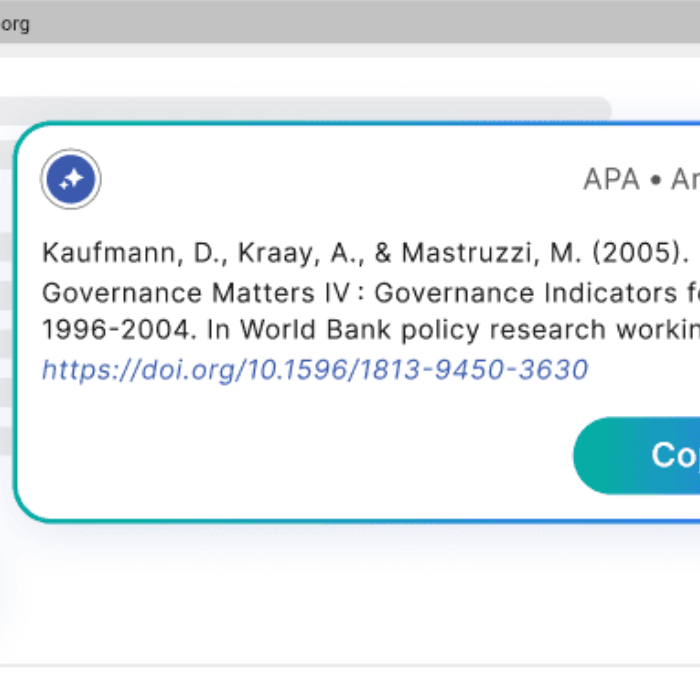 org
APA • Ar
Kaufmann, D., Kraay, A., & Mastruzzi, M. (2005).
Governance Matters IV : Governance Indicators f
1996-2004. In World Bank policy research workin
https://doi.org/10.1596/1813-9450-3630
Co